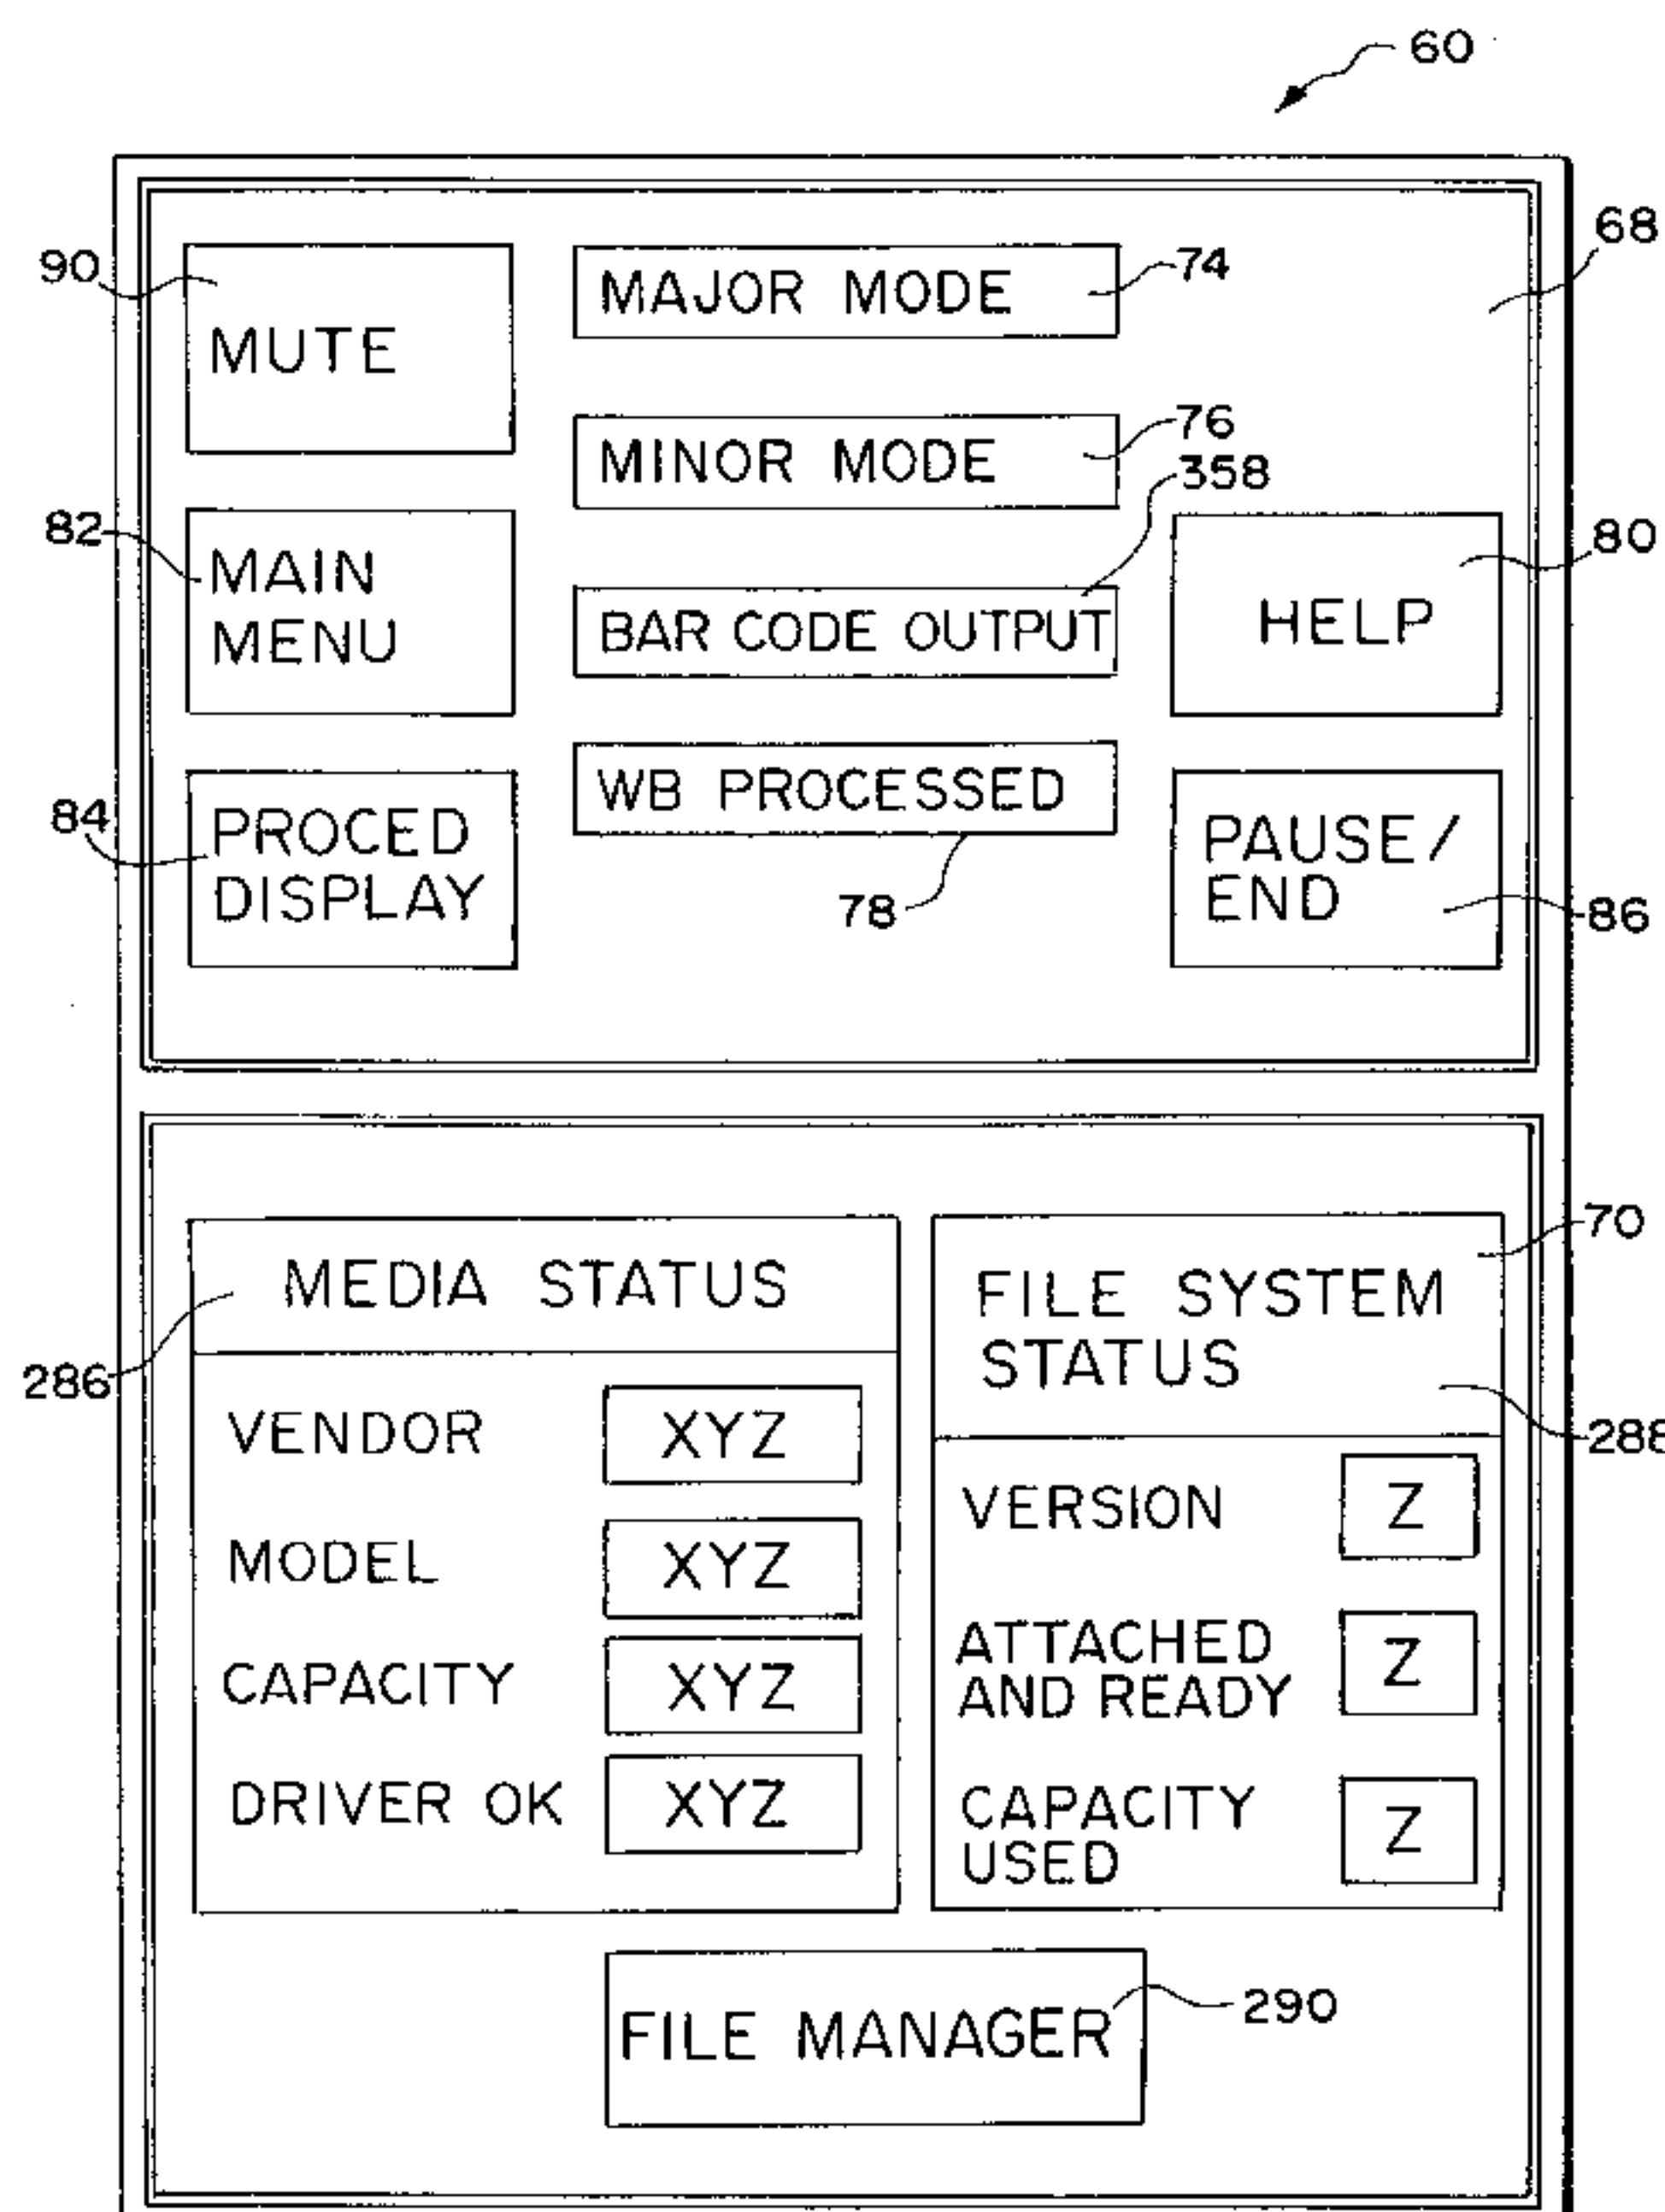 60
68
90
MUTE
MAJOR MODE
74
MINOR MODE
76
358
82
MAIN
MENU
BAR CODE OUTPUT
80
HELP
84
PROCED
DISPLAY
WB PROCESSED
78
PAUSE/
END
86
70
286
MEDIA STATUS
VENDOR XYZ
MODEL XYZ
CAPACITY XYZ
DRIVER OK XYZ
FILE SYSTEM
STATUS
288
VERSION Z
ATTACHED
AND READY Z
CAPACITY
USED Z
FILE MANAGER
290